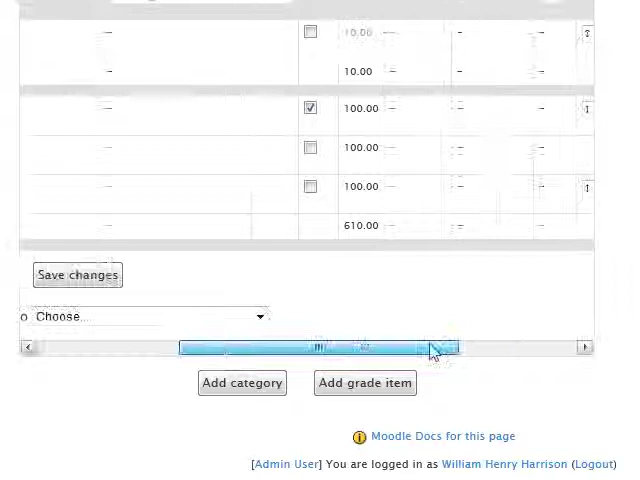 10.00
10.00
100.00
100.00
100.00
610.00
Save changes
o Choose...
Add category Add grade item
Moodle Docs for this page
[Admin User] You are logged in as William Henry Harrison (Logout)